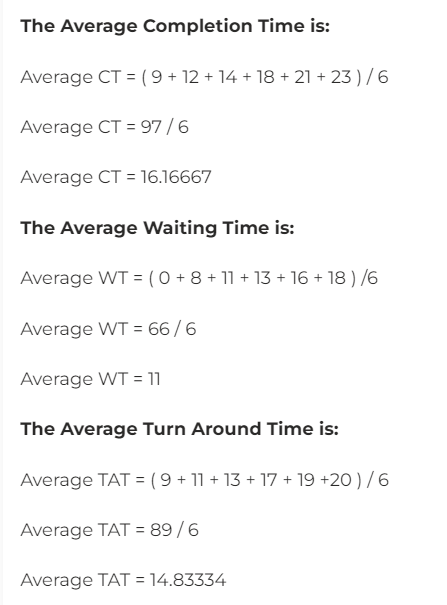 The Average Completion Time is:
Average CT = ( 9 + 12 + 14 + 18 + 21 + 23 ) / 6
Average CT = 97 / 6
Average CT = 16.16667
The Average Waiting Time is:
Average WT = ( 0 + 8 + 11 + 13 + 16 + 18 ) /6
Average WT = 66 / 6
Average WT = 11
The Average Turn Around Time is:
Average TAT = ( 9 + 11 + 13 + 17 + 19 +20 ) / 6
Average TAT = 89 / 6
Average TAT = 14.83334